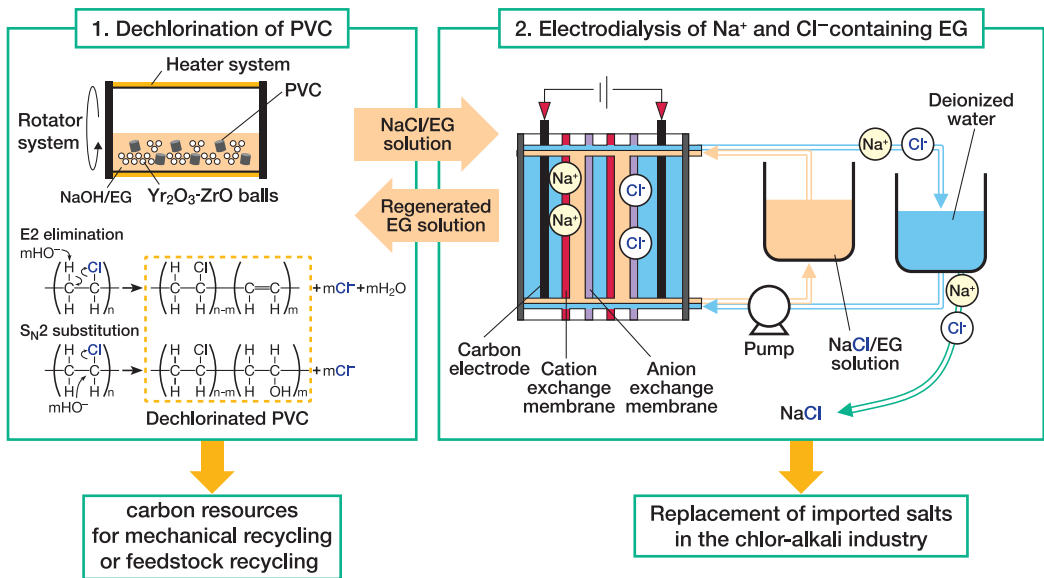 1. Dechlorination of PVC
Heater system
PVC
Rotator
system
NaOH/EG
Yr₂O₃-ZrO balls
E2 elimination
mHO⁻
H Cl
C C
H H
n
H Cl
C C
H H
n-m
C=C
H H
m
+mCl⁻+mH₂O
Sɴ2 substitution
H Cl
C C
H H
n
mHO⁻
H Cl
C C
H H
n-m
H H
C C
H OH
m
+mCl⁻
Dechlorinated PVC
carbon resources
for mechanical recycling
or feedstock recycling
NaCl/EG
solution
Regenerated
EG solution
2. Electrodialysis of Na⁺ and Cl⁻containing EG
Deionized
water
Na⁺
Cl⁻
Na⁺
Na⁺
Cl⁻
Cl⁻
Carbon
electrode
Cation
exchange
membrane
Anion
exchange
membrane
Pump
NaCl/EG
solution
Na⁺
Cl⁻
NaCl
Replacement of imported salts
in the chlor-alkali industry